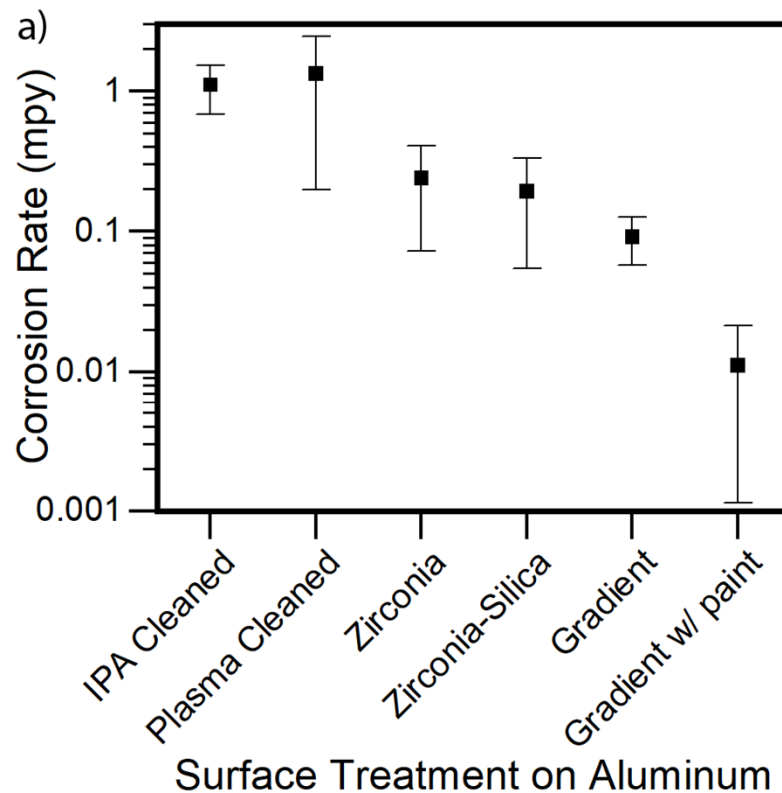 a)
Corrosion Rate (mpy)
1
0.1
0.01
0.001
IPA Cleaned
Plasma Cleaned
Zirconia
Zirconia-Silica
Gradient
Gradient w/ paint
Surface Treatment on Aluminum